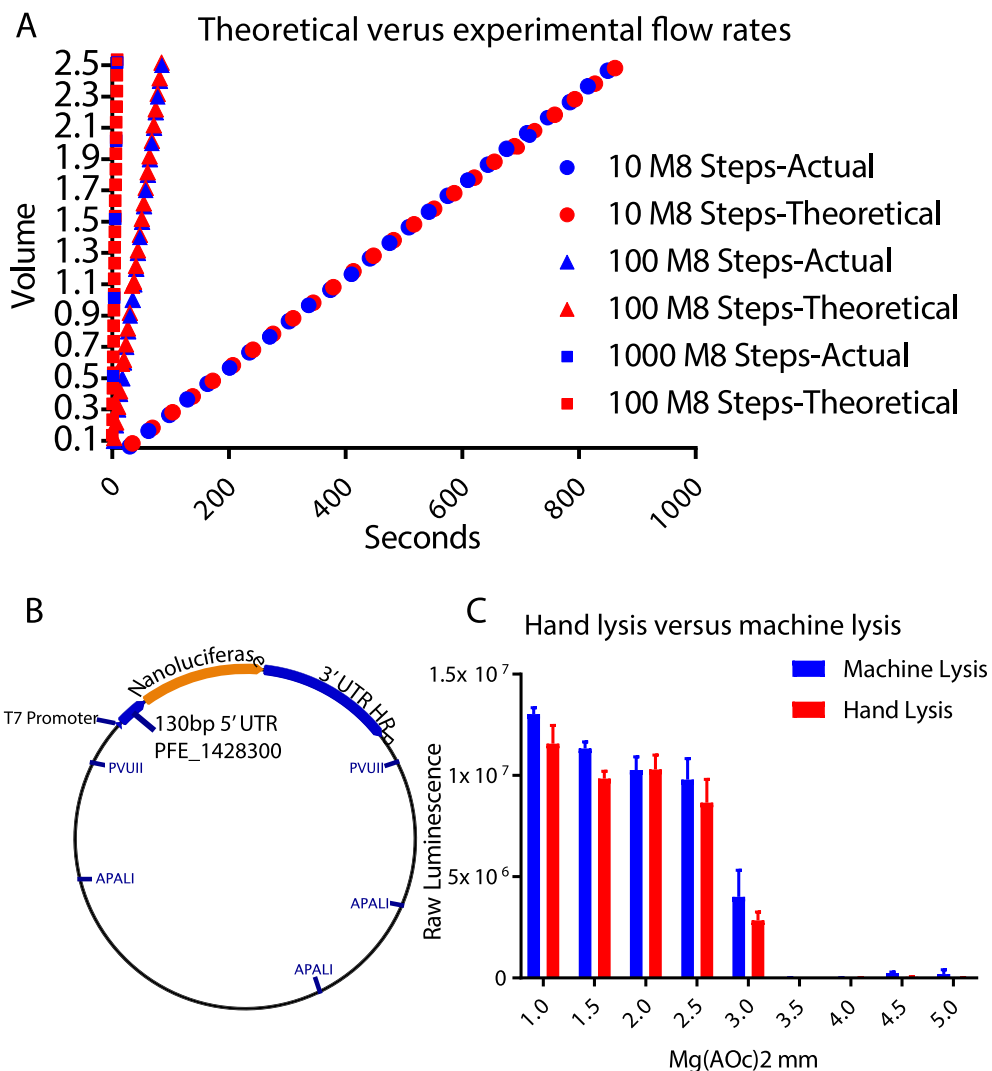 A
Theoretical verus experimental flow rates
Volume
2.5
2.3
2.1
1.9
1.7
1.5
1.3
1.1
0.9
0.7
0.5
0.3
0.1
0
200
400
600
800
1000
Seconds
10 M8 Steps-Actual
10 M8 Steps-Theoretical
100 M8 Steps-Actual
100 M8 Steps-Theoretical
1000 M8 Steps-Actual
100 M8 Steps-Theoretical
B
Nanoluciferase
3' UTR HRP
T7 Promoter
130bp 5' UTR
PFE_1428300
PVUII
PVUII
APALI
APALI
APALI
C
Hand lysis versus machine lysis
Machine Lysis
Hand Lysis
Raw Luminescence
1.5x 10⁷
1x 10⁷
5x 10⁶
0
1.0
1.5
2.0
2.5
3.0
3.5
4.0
4.5
5.0
Mg(AOc)2 mm